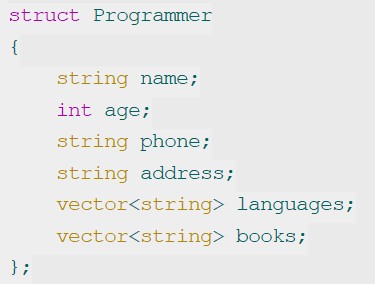 struct Programmer
{
    string name;
    int age;
    string phone;
    string address;
    vector<string> languages;
    vector<string> books;
};